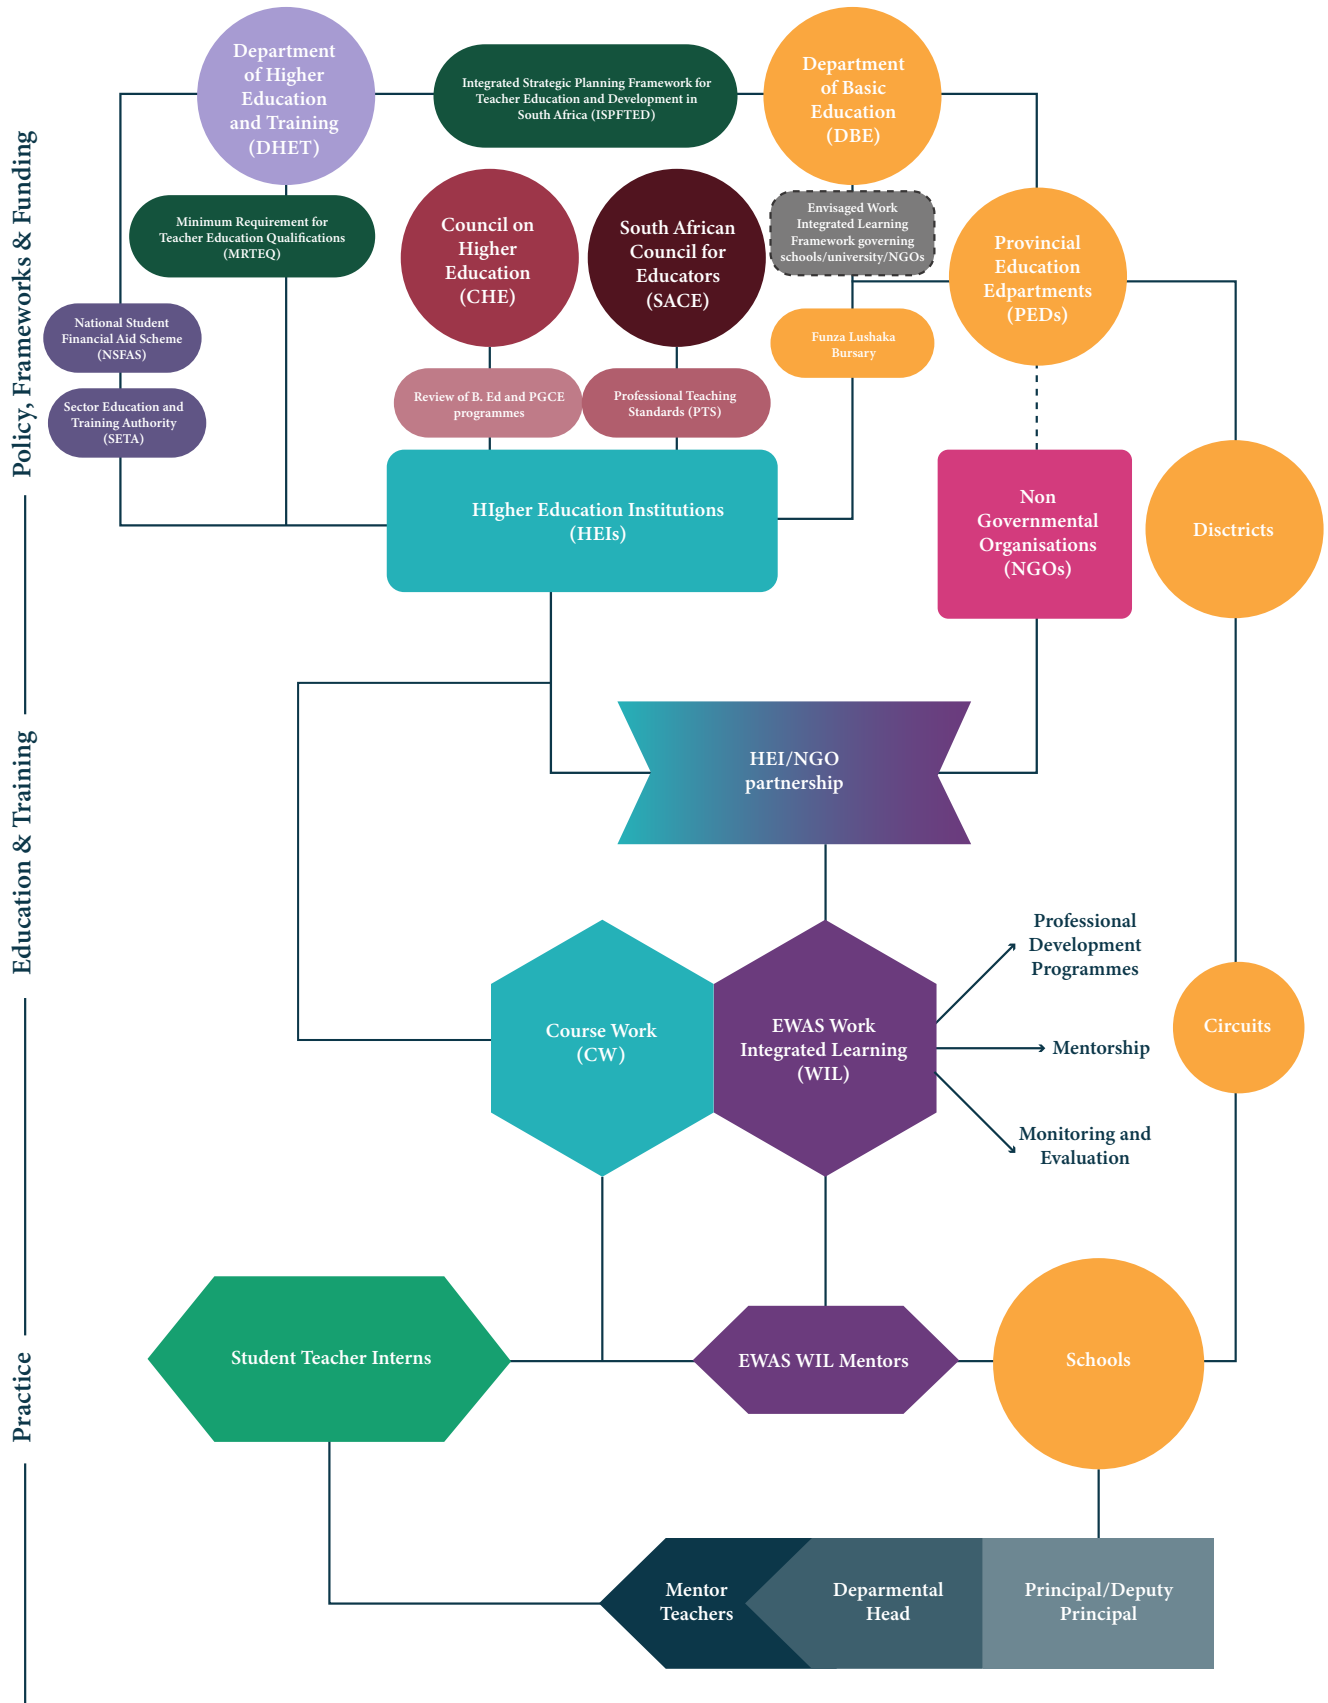 Policy, Frameworks & Funding
Education & Training
Practice
Department
of Higher
Education
and Training
(DHET)
Integrated Strategic Planning Framework for
Teacher Education and Development in
South Africa (ISPFTED)
Department
of Basic
Education
(DBE)
Minimum Requirement for
Teacher Education Qualifications
(MRTEQ)
Council on
Higher
Education
(CHE)
South African
Council for
Educators
(SACE)
Envisaged Work
Integrated Learning
Framework governing
schools/university/NGOs
Provincial
Education
Edpartments
(PEDs)
National Student
Financial Aid Scheme
(NSFAS)
Funza Lushaka
Bursary
Sector Education and
Training Authority
(SETA)
Review of B. Ed and PGCE
programmes
Professional Teaching
Standards (PTS)
HIgher Education Institutions
(HEIs)
Non
Governmental
Organisations
(NGOs)
Disctricts
HEI/NGO
partnership
Course Work
(CW)
EWAS Work
Integrated Learning
(WIL)
Professional
Development
Programmes
Mentorship
Monitoring and
Evaluation
Circuits
Student Teacher Interns
EWAS WIL Mentors
Schools
Mentor
Teachers
Deparmental
Head
Principal/Deputy
Principal